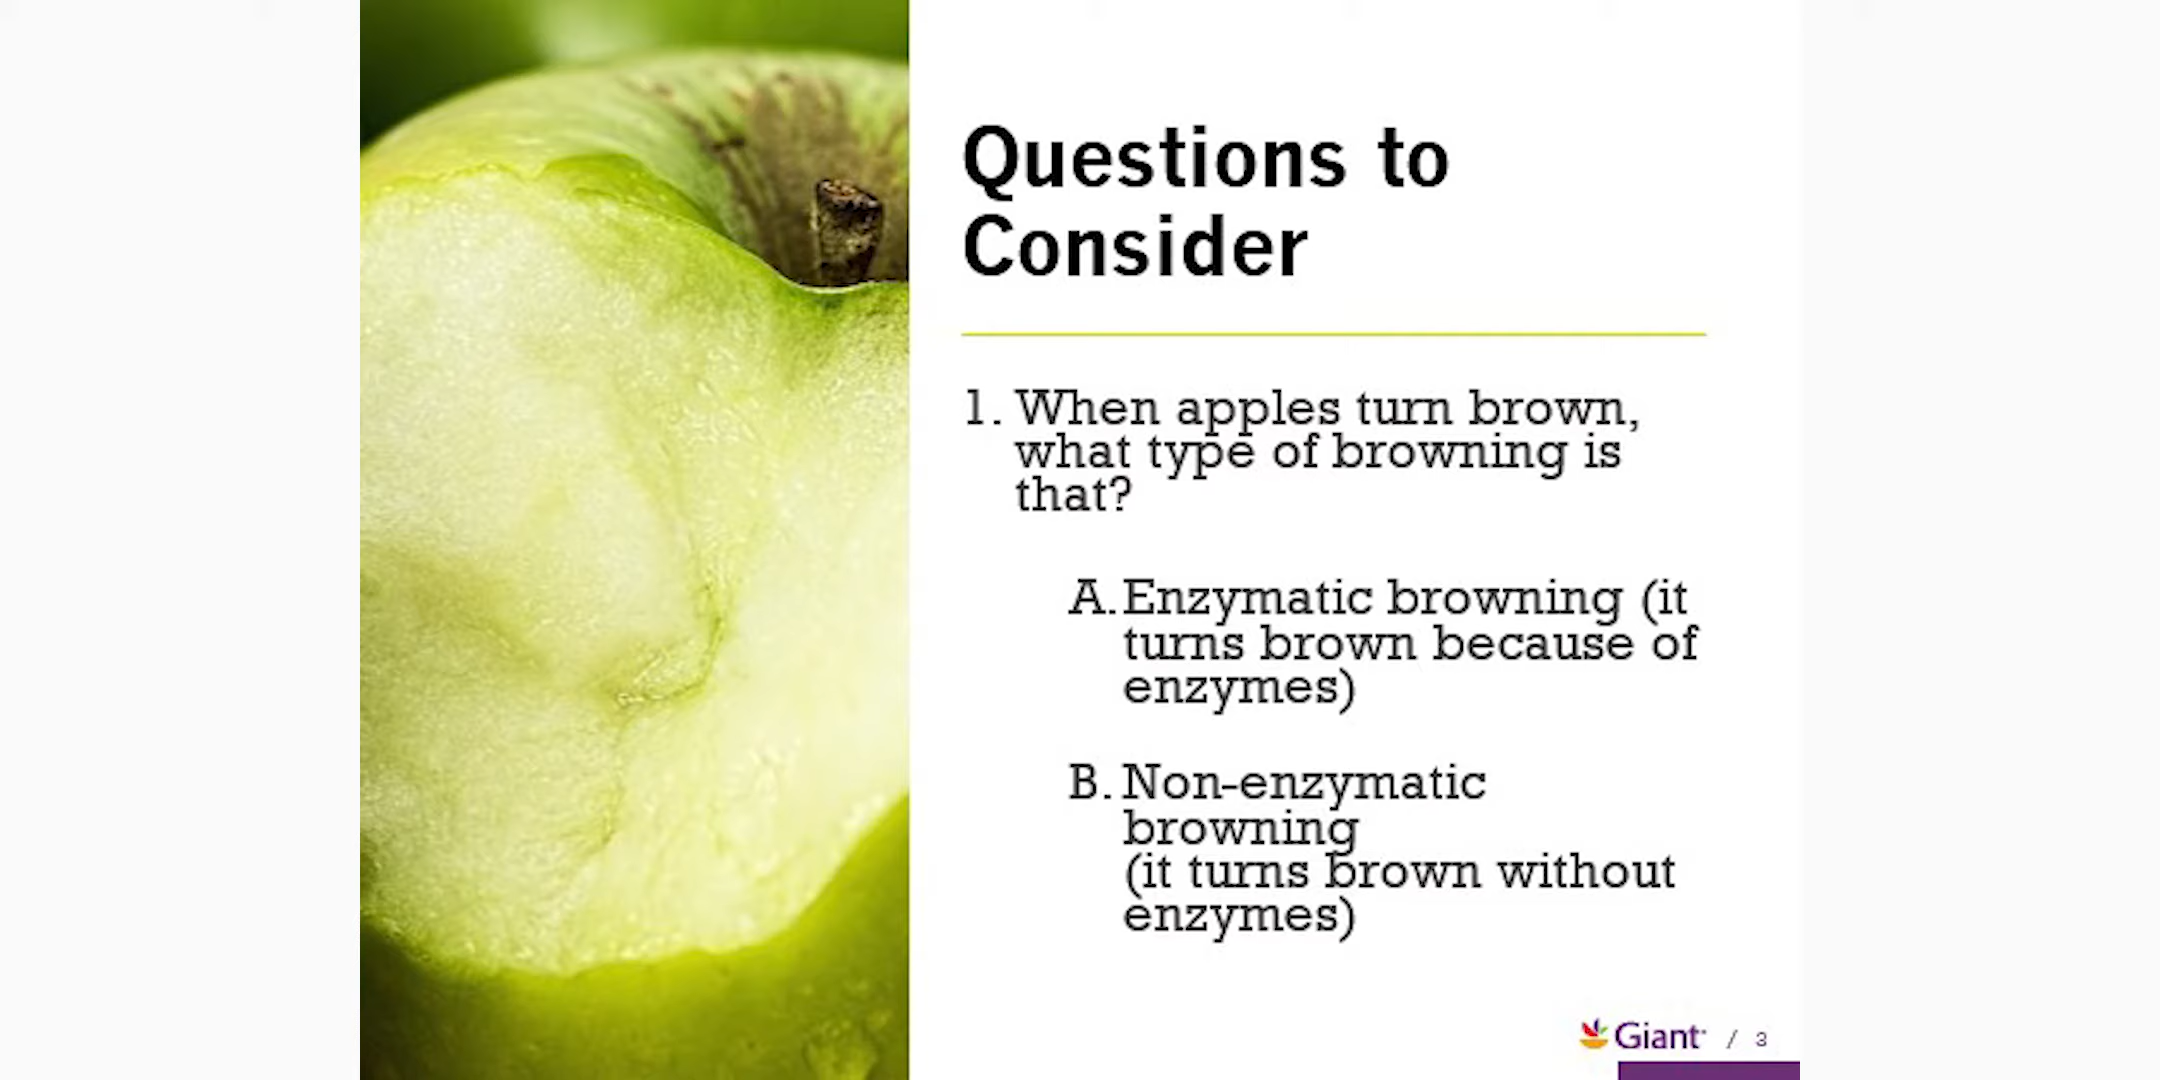 Questions to
Consider
1. When apples turn brown,
what type of browning is
that?
A. Enzymatic browning (it
turns brown because of
enzymes)
B. Non-enzymatic
browning
(it turns brown without
enzymes)
Giant / 3